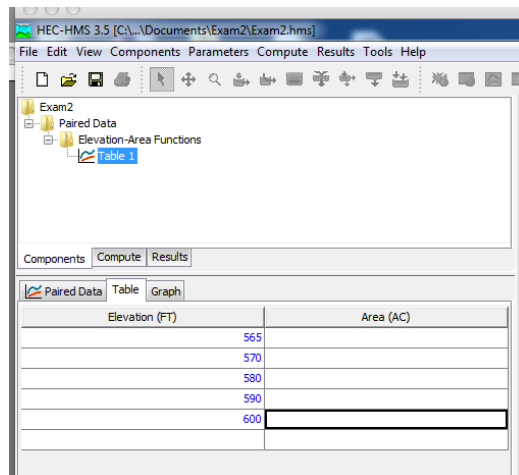 HEC-HMS 3.5 [C:\...\Documents\Exam2\Exam2.hms]
File Edit View Components Parameters Compute Results Tools Help
Exam2
Paired Data
Elevation-Area Functions
Table 1
Components Compute Results
Paired Data Table Graph
Elevation (FT) Area (AC)
565
570
580
590
600